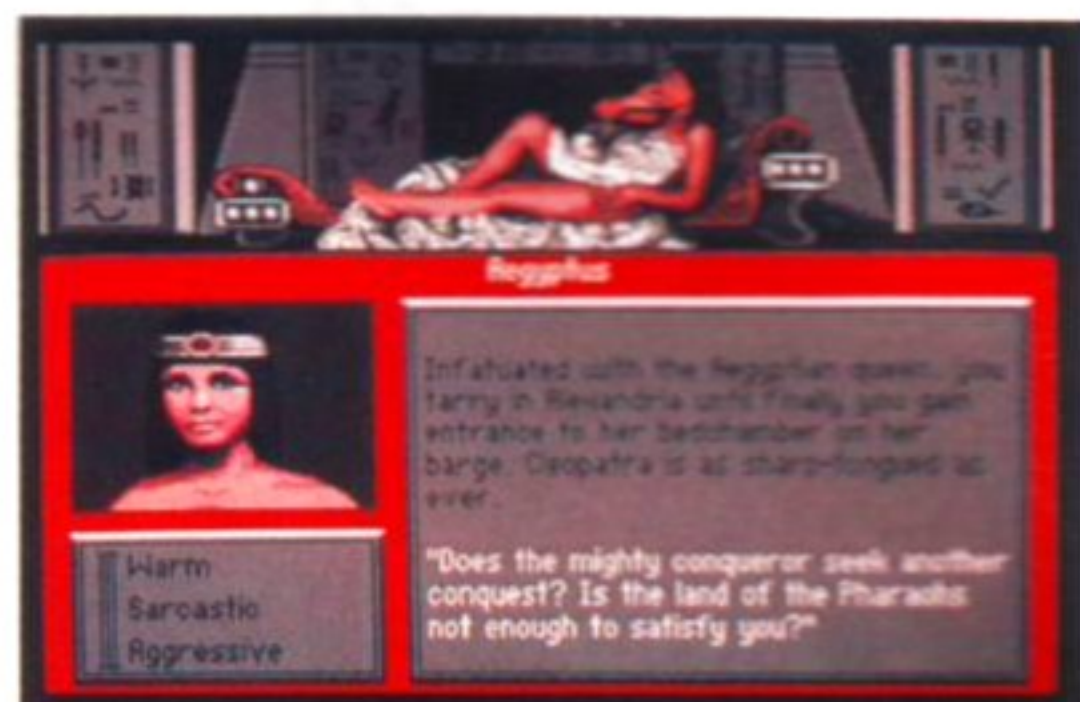 Aegyptus
Infatuated with the Aegyptian queen, you
tarry in Alexandria until finally you gain
entrance to her bedchamber on her
barge. Cleopatra is as sharp-tongued as
ever.
"Does the mighty conqueror seek another
conquest? Is the land of the Pharaohs
not enough to satisfy you?"
Warm
Sarcastic
Aggressive